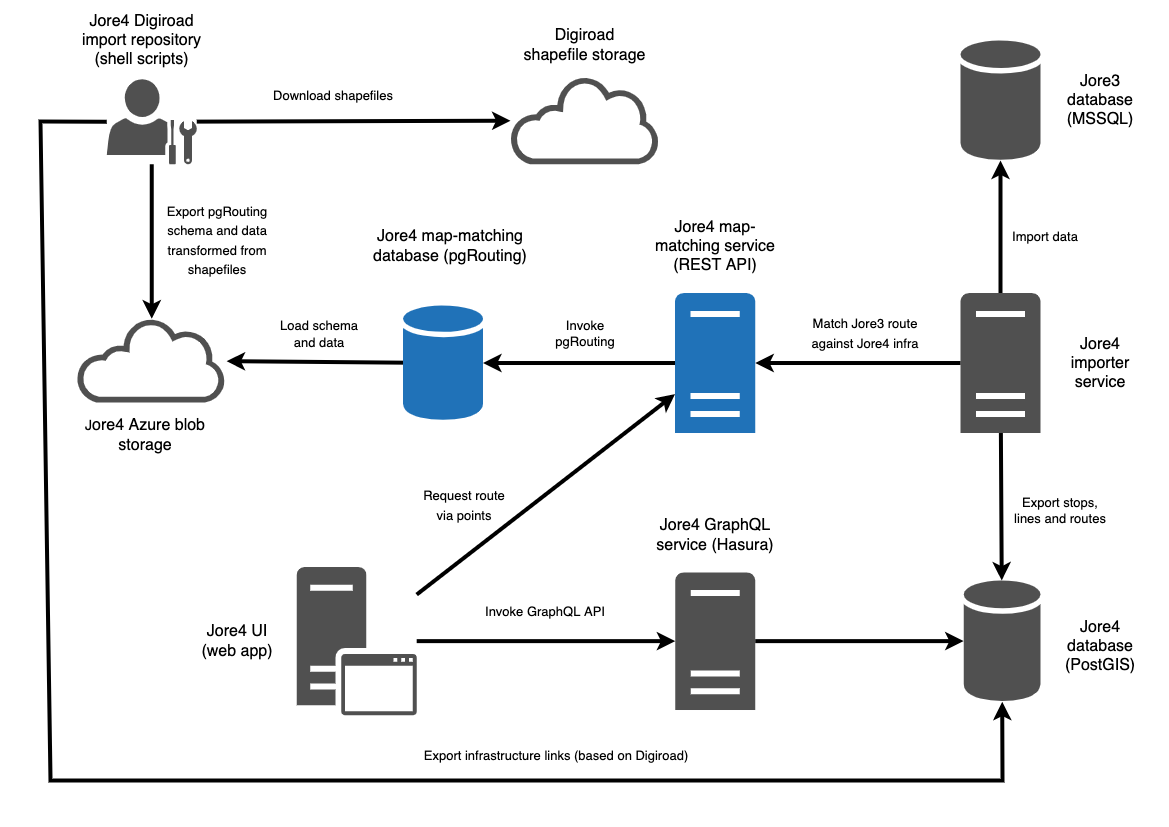 Jore4 Digiroad
import repository
(shell scripts)
Digiroad
shapefile storage
Jore3
database
(MSSQL)
Download shapefiles
Export pgRouting
schema and data
transformed from
shapefiles
Jore4 map-matching
database (pgRouting)
Jore4 map-
matching service
(REST API)
Import data
Load schema
and data
Invoke
pgRouting
Match Jore3 route
against Jore4 infra
Jore4
importer
service
Jore4 Azure blob
storage
Request route
via points
Jore4 GraphQL
service (Hasura)
Export stops,
lines and routes
Jore4 UI
(web app)
Invoke GraphQL API
Jore4
database
(PostGIS)
Export infrastructure links (based on Digiroad)